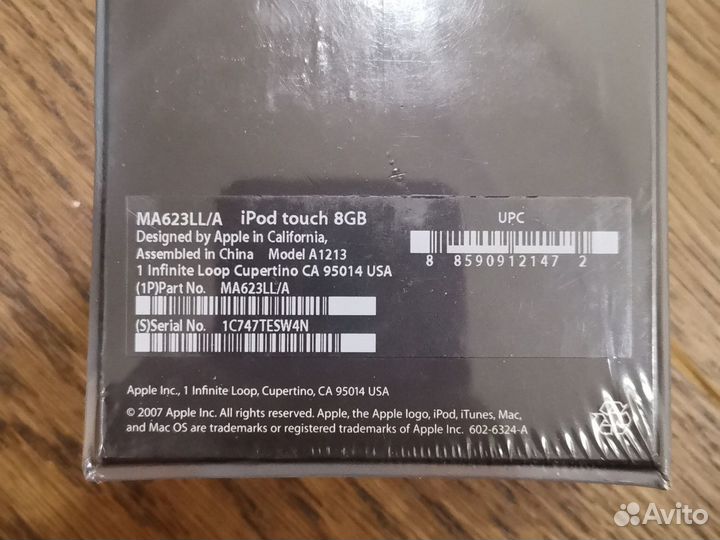 MA623LL/A iPod touch 8GB
Designed by Apple in California,
Assembled in China Model A1213
1 Infinite Loop Cupertino CA 95014 USA
(1P)Part No. MA623LL/A
(S)Serial No. 1C747TESW4N
UPC
8 8590912147 2
Apple Inc., 1 Infinite Loop, Cupertino, CA 95014 USA
© 2007 Apple Inc. All rights reserved. Apple, the Apple logo, iPod, iTunes, Mac,
and Mac OS are trademarks or registered trademarks of Apple Inc. 602-6324-A
Avito